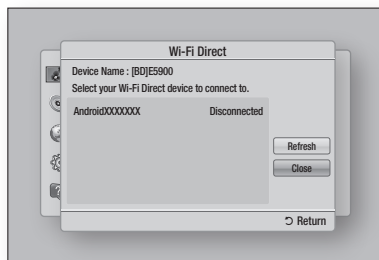 Wi-Fi Direct
Device Name : [BD]E5900
Select your Wi-Fi Direct device to connect to.
AndroidXXXXXXX Disconnected
Refresh
Close
Return